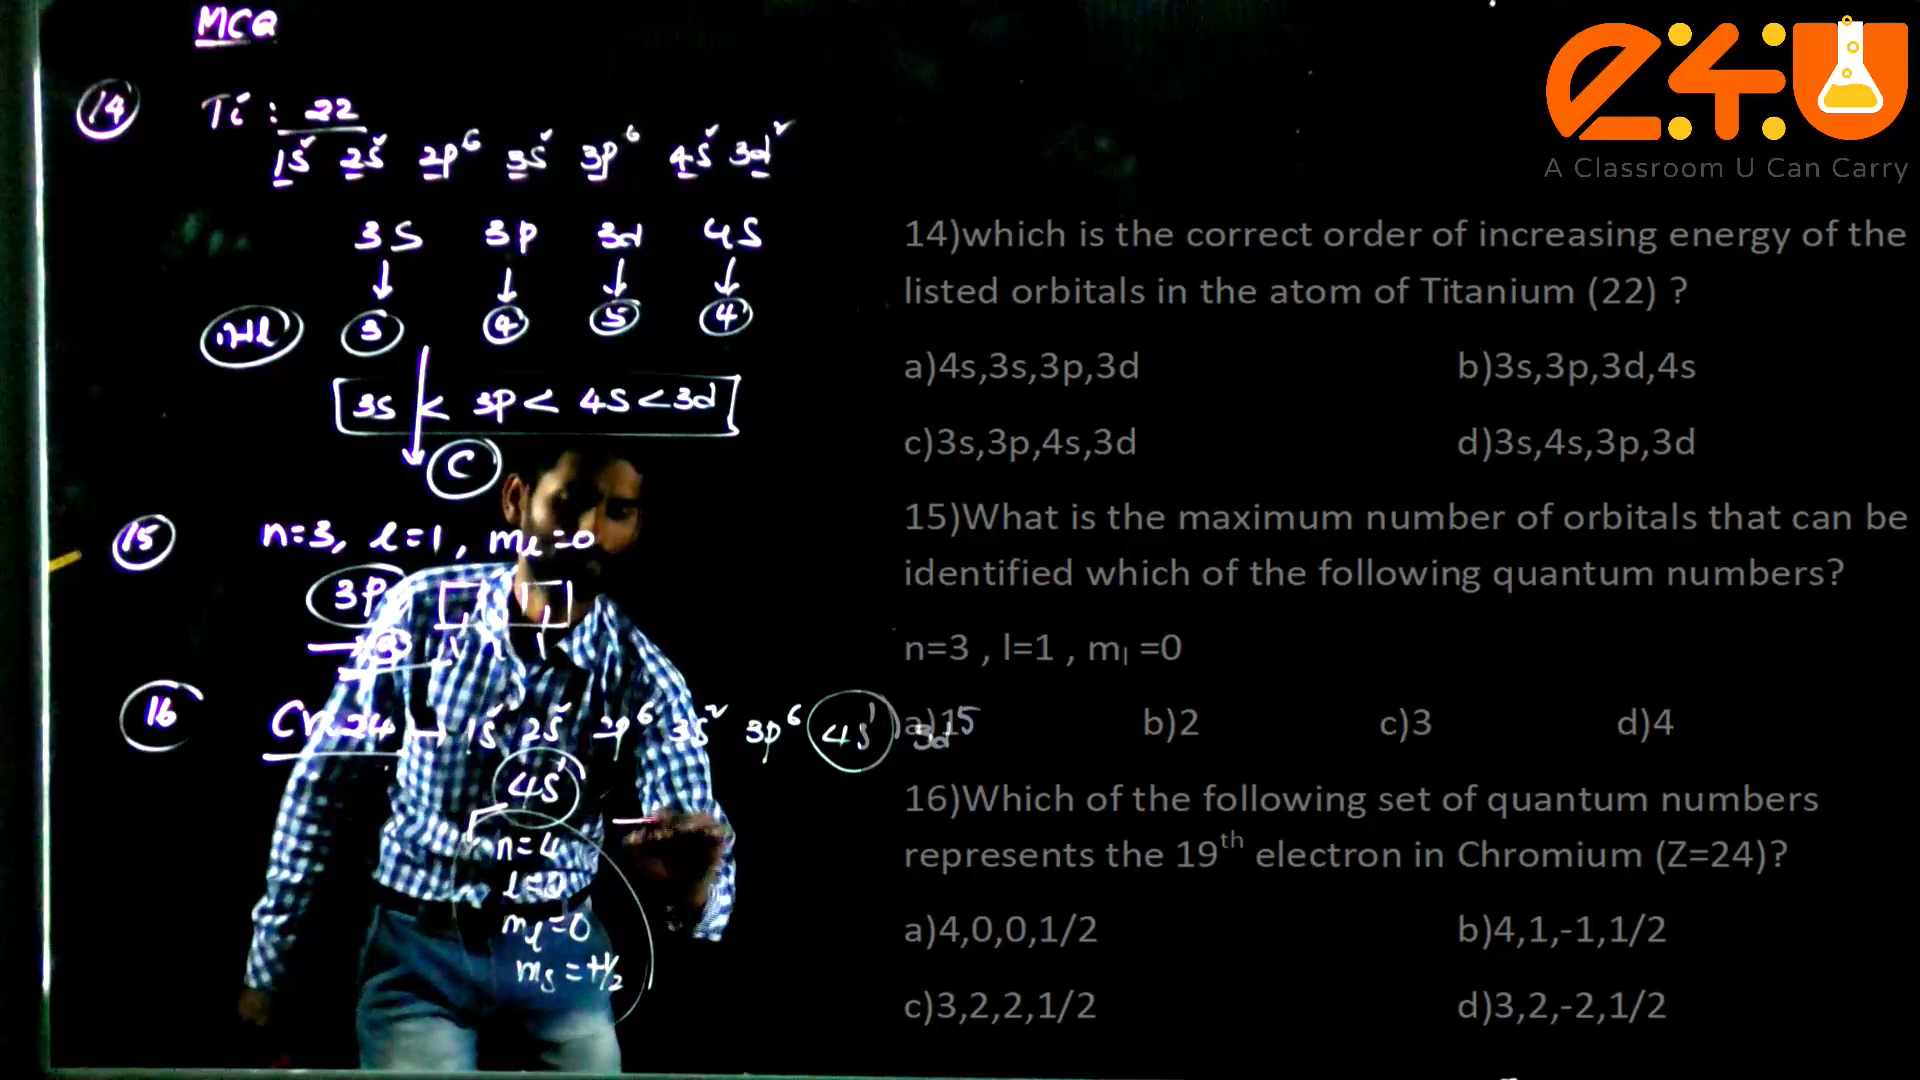 MCQ
14 Ti : 22
1s² 2s² 2p⁶ 3s² 3p⁶ 4s² 3d²
3s 3p 3d 4s
n+l 3 4 5 4
3s < 3p < 4s < 3d
C
15 n=3, l=1, mₗ=0
3p
3
16 Cr:24 → 1s² 2s² 2p⁶ 3s² 3p⁶ 4s¹ 3d⁵
4s¹
n=4
l=0
mₗ=0
mₛ=+1/2
e4U
A Classroom U Can Carry
14)which is the correct order of increasing energy of the
listed orbitals in the atom of Titanium (22) ?
a)4s,3s,3p,3d b)3s,3p,3d,4s
c)3s,3p,4s,3d d)3s,4s,3p,3d
15)What is the maximum number of orbitals that can be
identified which of the following quantum numbers?
n=3 , l=1 , mₗ =0
a)1 b)2 c)3 d)4
16)Which of the following set of quantum numbers
represents the 19th electron in Chromium (Z=24)?
a)4,0,0,1/2 b)4,1,-1,1/2
c)3,2,2,1/2 d)3,2,-2,1/2